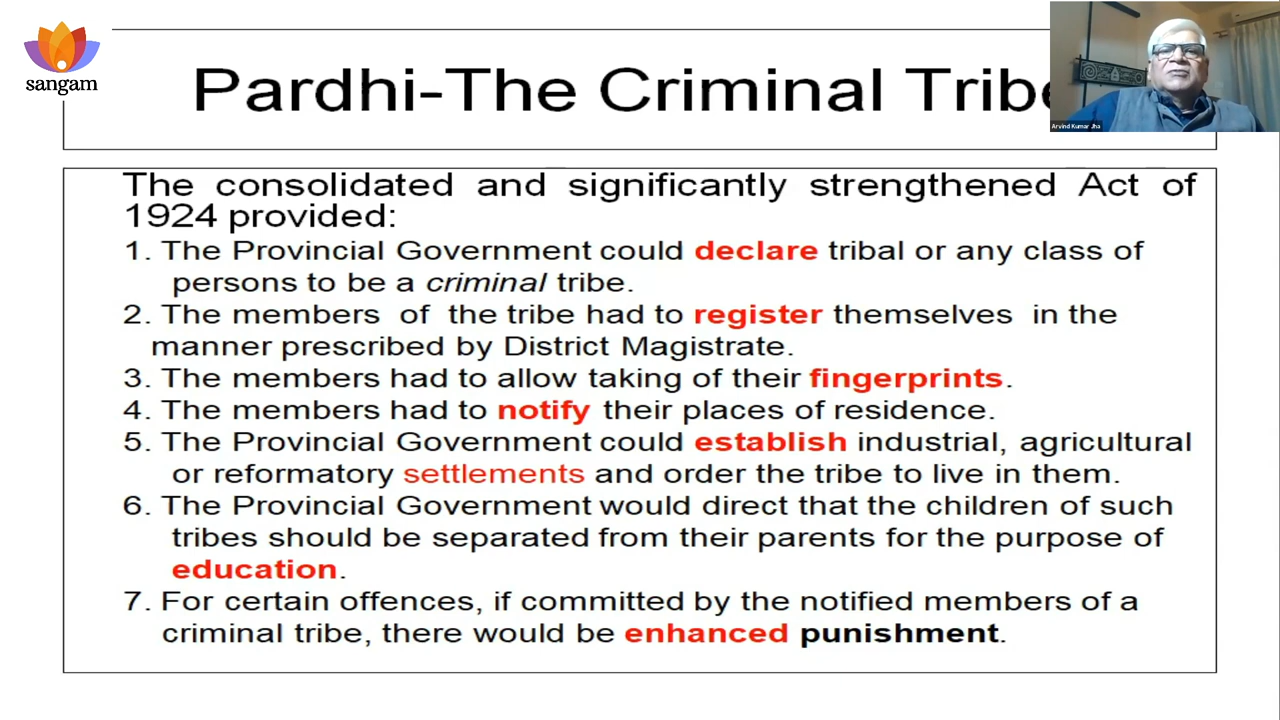 sangam
Pardhi-The Criminal Tribe
Arvind Kumar Jha
The consolidated and significantly strengthened Act of
1924 provided:
1. The Provincial Government could declare tribal or any class of
persons to be a criminal tribe.
2. The members of the tribe had to register themselves in the
manner prescribed by District Magistrate.
3. The members had to allow taking of their fingerprints.
4. The members had to notify their places of residence.
5. The Provincial Government could establish industrial, agricultural
or reformatory settlements and order the tribe to live in them.
6. The Provincial Government would direct that the children of such
tribes should be separated from their parents for the purpose of
education.
7. For certain offences, if committed by the notified members of a
criminal tribe, there would be enhanced punishment.